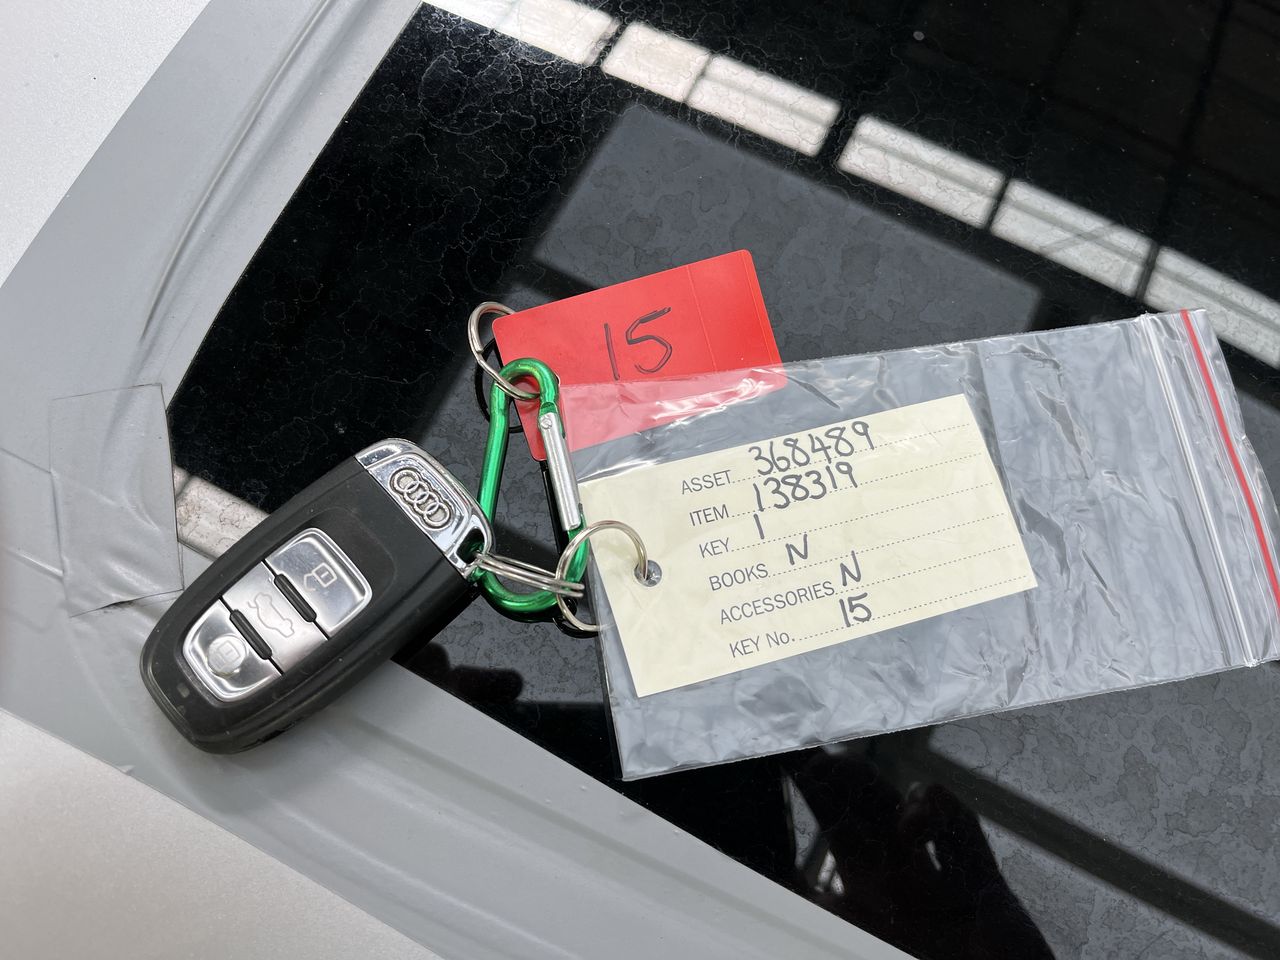 15
ASSET 368489
ITEM 138319
KEY 1
BOOKS N
ACCESSORIES N
KEY No. 15